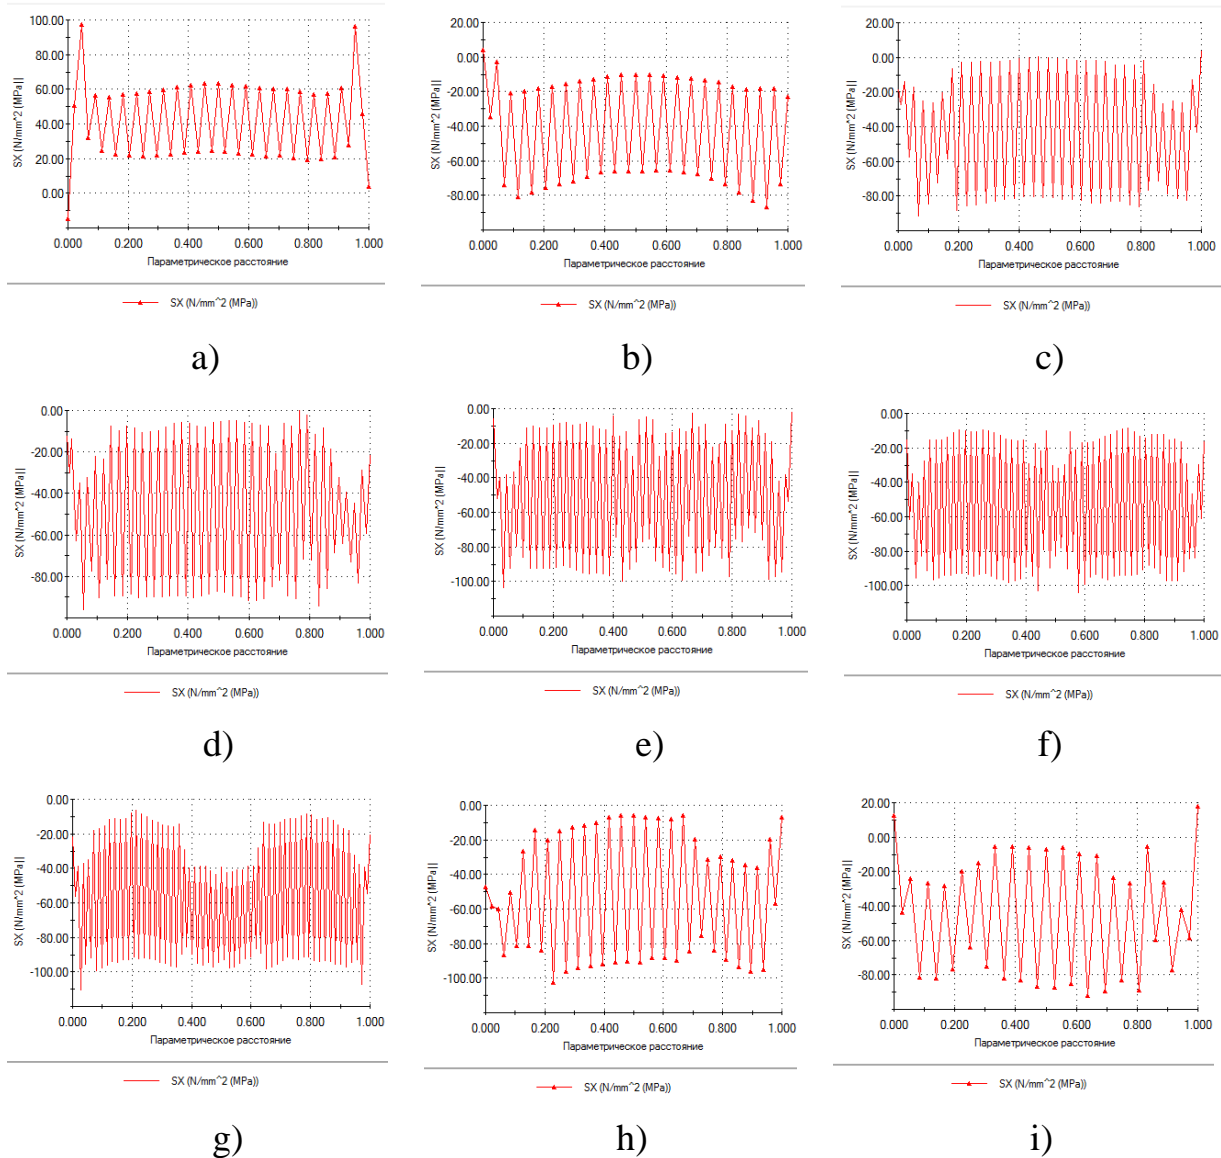 100.00
80.00
60.00
40.00
20.00
0.00
SX (N/mm^2 (MPa)||
0.000 0.200 0.400 0.600 0.800 1.000
Параметрическое расстояние
SX (N/mm^2 (MPa))
a)
20.00
0.00
-20.00
-40.00
-60.00
-80.00
SX (N/mm^2 (MPa)||
0.000 0.200 0.400 0.600 0.800 1.000
Параметрическое расстояние
SX (N/mm^2 (MPa))
b)
20.00
0.00
-20.00
-40.00
-60.00
-80.00
SX (N/mm^2 (MPa)||
0.000 0.200 0.400 0.600 0.800 1.000
Параметрическое расстояние
SX (N/mm^2 (MPa))
c)
0.00
-20.00
-40.00
-60.00
-80.00
SX (N/mm^2 (MPa)||
0.000 0.200 0.400 0.600 0.800 1.000
Параметрическое расстояние
SX (N/mm^2 (MPa))
d)
0.00
-20.00
-40.00
-60.00
-80.00
-100.00
SX (N/mm^2 (MPa)||
0.000 0.200 0.400 0.600 0.800 1.000
Параметрическое расстояние
SX (N/mm^2 (MPa))
e)
0.00
-20.00
-40.00
-60.00
-80.00
-100.00
SX (N/mm^2 (MPa)||
0.000 0.200 0.400 0.600 0.800 1.000
Параметрическое расстояние
SX (N/mm^2 (MPa))
f)
0.00
-20.00
-40.00
-60.00
-80.00
-100.00
SX (N/mm^2 (MPa)||
0.000 0.200 0.400 0.600 0.800 1.000
Параметрическое расстояние
SX (N/mm^2 (MPa))
g)
0.00
-20.00
-40.00
-60.00
-80.00
-100.00
SX (N/mm^2 (MPa)||
0.000 0.200 0.400 0.600 0.800 1.000
Параметрическое расстояние
SX (N/mm^2 (MPa))
h)
20.00
0.00
-20.00
-40.00
-60.00
-80.00
SX (N/mm^2 (MPa)||
0.000 0.200 0.400 0.600 0.800 1.000
Параметрическое расстояние
SX (N/mm^2 (MPa))
i)